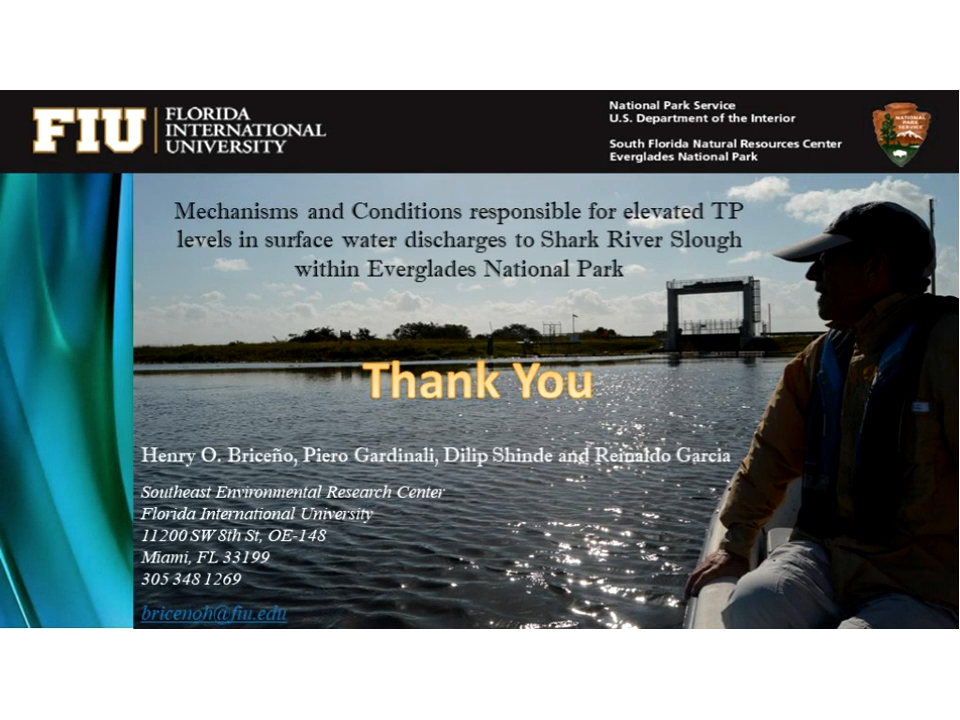 FIU
FLORIDA
INTERNATIONAL
UNIVERSITY
National Park Service
U.S. Department of the Interior
South Florida Natural Resources Center
Everglades National Park
NATIONAL
PARK
SERVICE
Mechanisms and Conditions responsible for elevated TP
levels in surface water discharges to Shark River Slough
within Everglades National Park
Thank You
Henry O. Briceño, Piero Gardinali, Dilip Shinde and Reinaldo Garcia
Southeast Environmental Research Center
Florida International University
11200 SW 8th St, OE-148
Miami, FL 33199
305 348 1269
bricenoh@fiu.edu